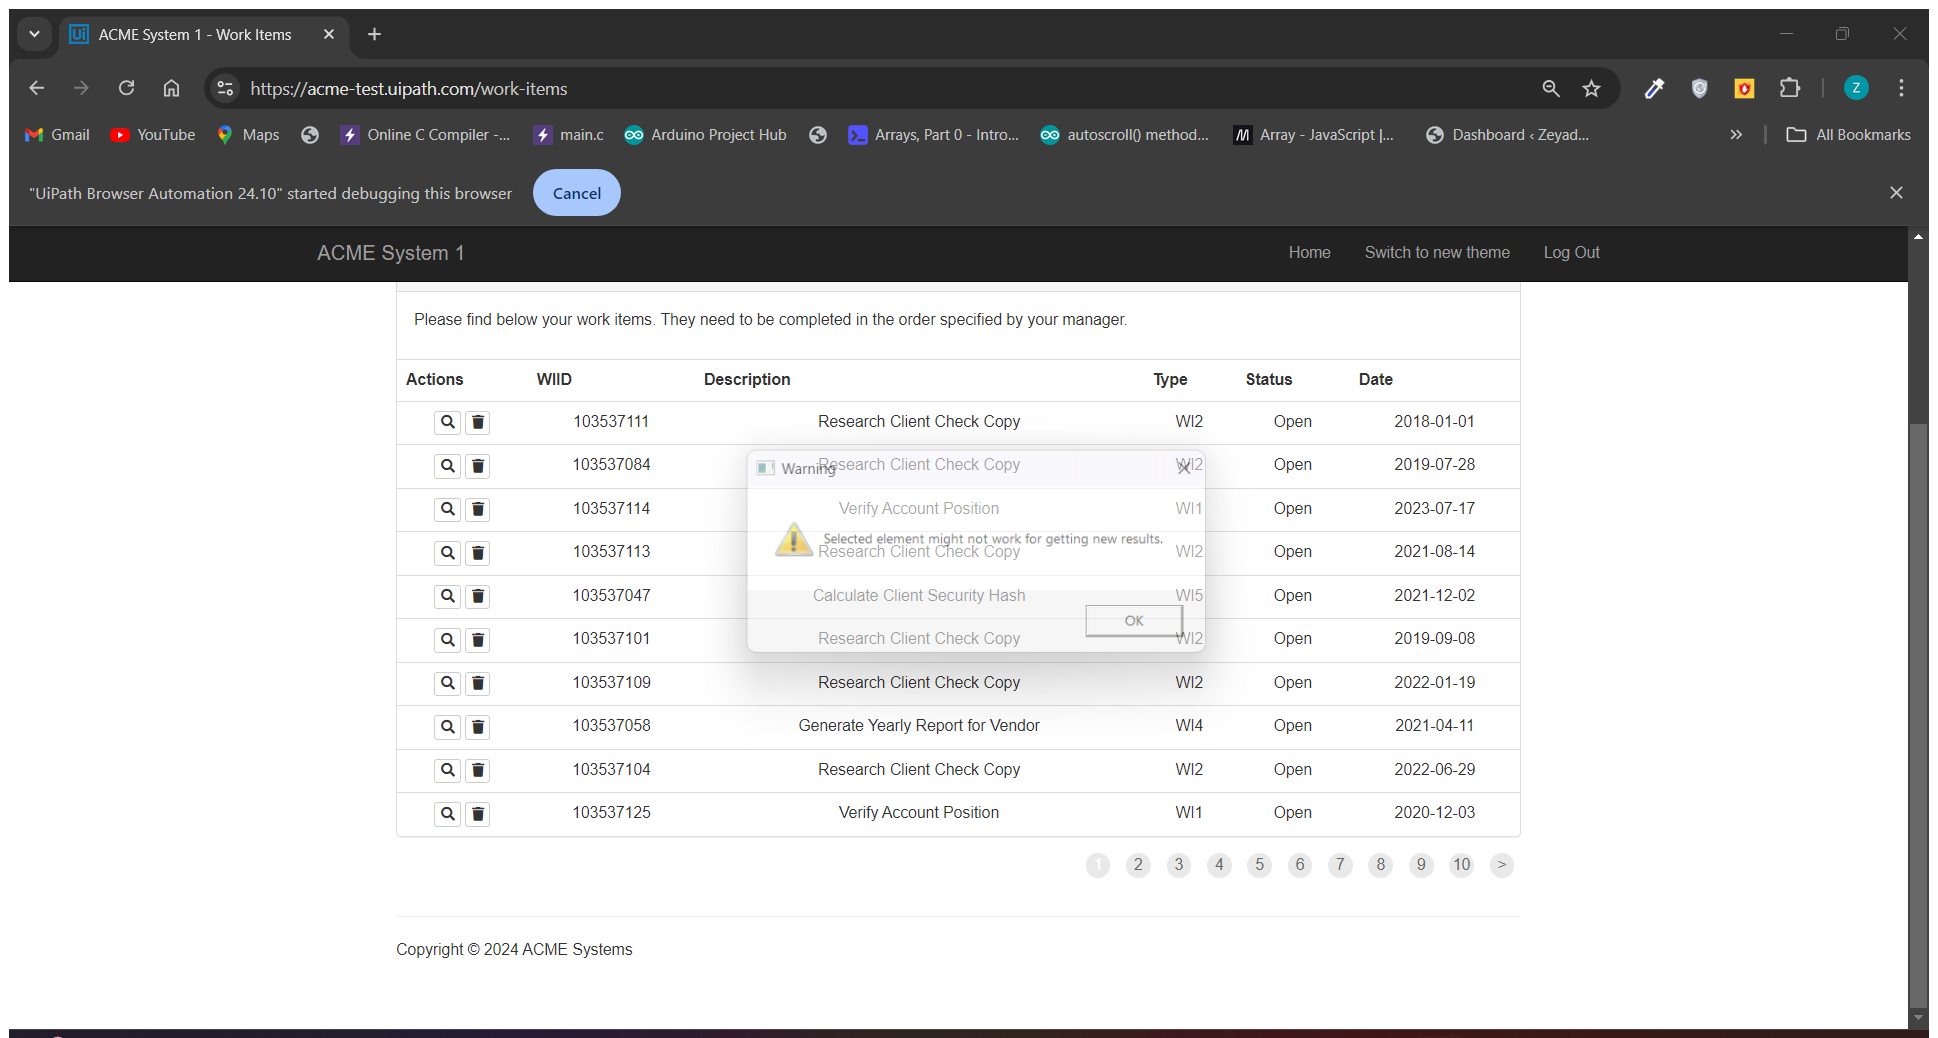 ACME System 1 - Work Items
https://acme-test.uipath.com/work-items
Z
Gmail YouTube Maps Online C Compiler -... main.c Arduino Project Hub Arrays, Part 0 - Intro... autoscroll() method... Array - JavaScript |... Dashboard ‹ Zeyad... » All Bookmarks
"UiPath Browser Automation 24.10" started debugging this browser Cancel
ACME System 1 Home Switch to new theme Log Out
Please find below your work items. They need to be completed in the order specified by your manager.
Actions WIID Description Type Status Date
103537111 Research Client Check Copy WI2 Open 2018-01-01
103537084 Research Client Check Copy WI2 Open 2019-07-28
Warning
103537114 Verify Account Position WI1 Open 2023-07-17
Selected element might not work for getting new results.
103537113 Research Client Check Copy WI2 Open 2021-08-14
103537047 Calculate Client Security Hash WI5 Open 2021-12-02
OK
103537101 Research Client Check Copy WI2 Open 2019-09-08
103537109 Research Client Check Copy WI2 Open 2022-01-19
103537058 Generate Yearly Report for Vendor WI4 Open 2021-04-11
103537104 Research Client Check Copy WI2 Open 2022-06-29
103537125 Verify Account Position WI1 Open 2020-12-03
1 2 3 4 5 6 7 8 9 10 >
Copyright © 2024 ACME Systems